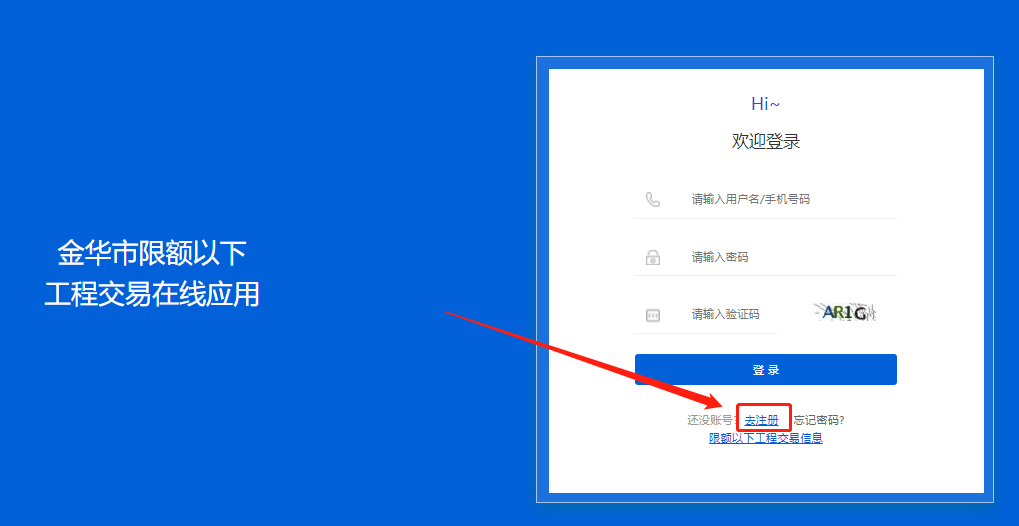 金华市限额以下
工程交易在线应用
Hi~
欢迎登录
请输入用户名/手机号码
请输入密码
请输入验证码
AR1G
登 录
还没账号? 去注册 忘记密码?
限额以下工程交易信息